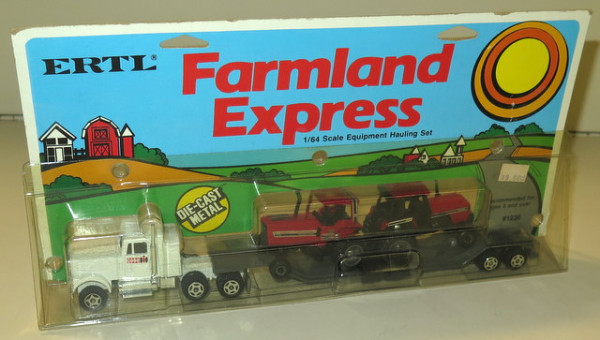 ERTL®
Farmland
Express
1/64 Scale Equipment Hauling Set
DIE-CAST
METAL